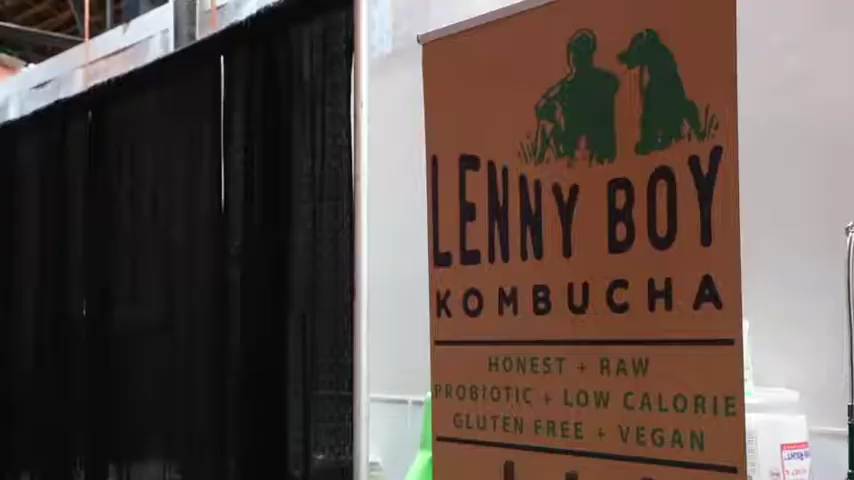 LENNY BOY
KOMBUCHA
HONEST + RAW
PROBIOTIC + LOW CALORIE
GLUTEN FREE + VEGAN